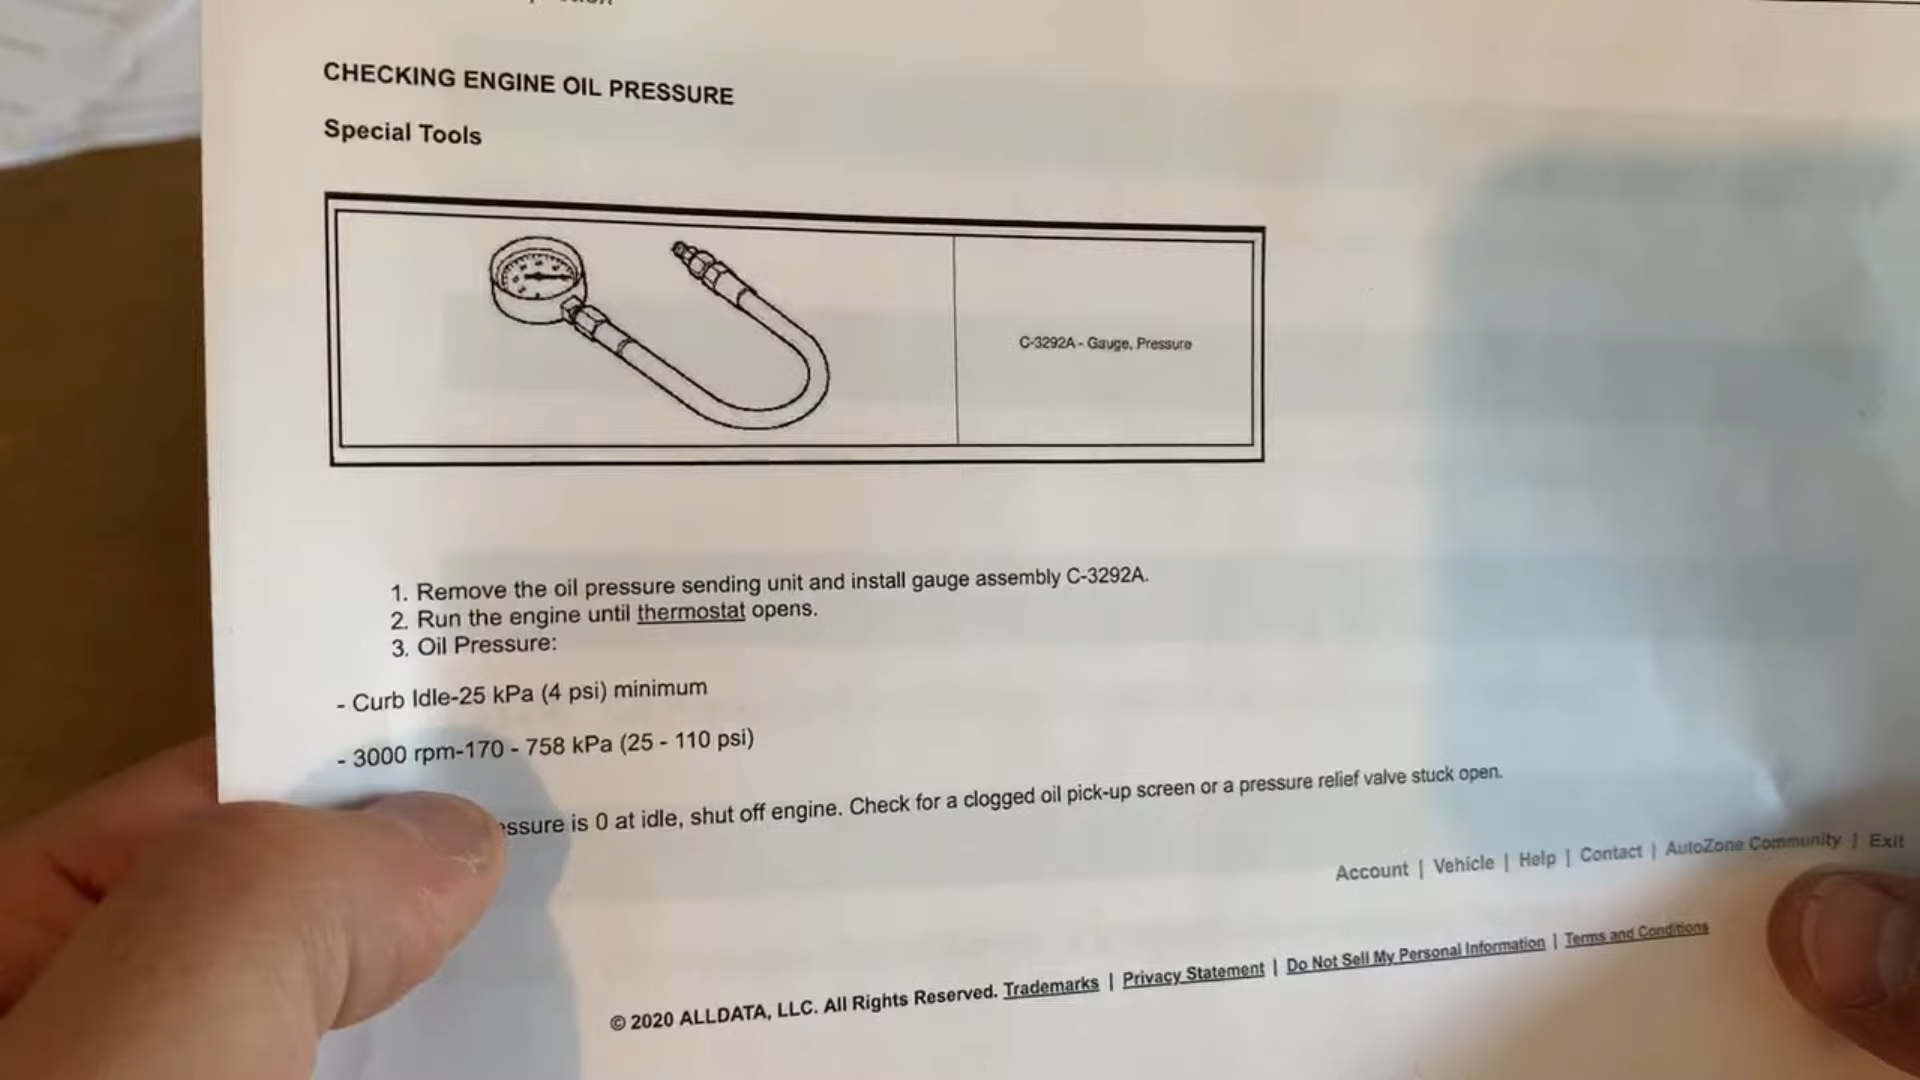 CHECKING ENGINE OIL PRESSURE
Special Tools
C-3292A - Gauge, Pressure
1. Remove the oil pressure sending unit and install gauge assembly C-3292A.
2. Run the engine until thermostat opens.
3. Oil Pressure:
- Curb Idle-25 kPa (4 psi) minimum
- 3000 rpm-170 - 758 kPa (25 - 110 psi)
is 0 at idle, shut off engine. Check for a clogged oil pick-up screen or a pressure relief valve stuck open.
Account | Vehicle | Help | Contact | AutoZone Community | Exit
© 2020 ALLDATA, LLC. All Rights Reserved. Trademarks | Privacy Statement | Do Not Sell My Personal Information | Terms and Conditions